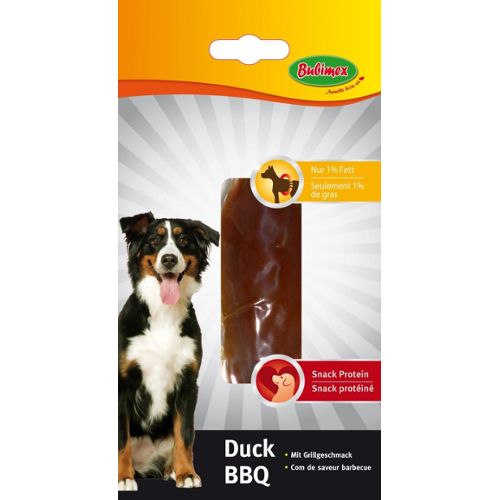 Bubimex
Nur 1% Fett
Seulement 1%
de gras
Snack Protein
Snack protéiné
Duck
BBQ
• Mit Grillgeschmack
• Com de saveur barbecue